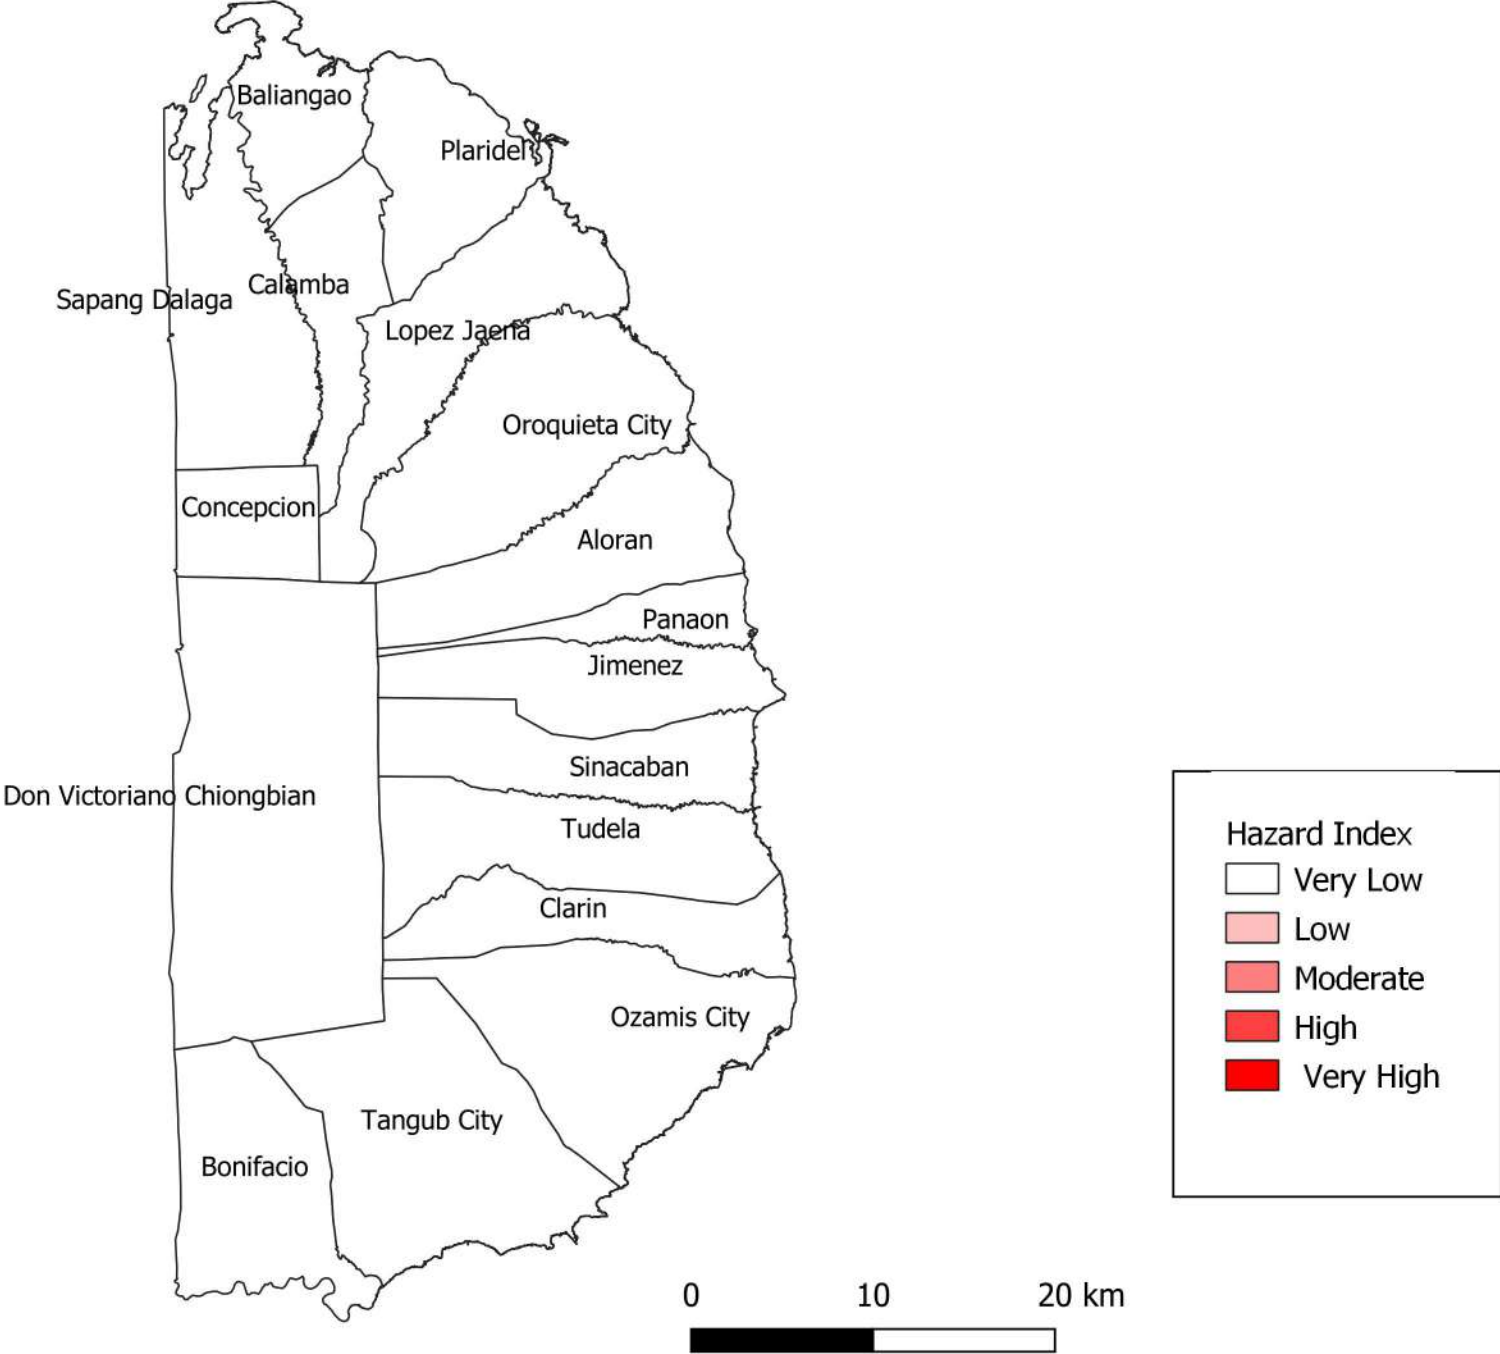 Baliangao
Plaridel
Calamba
Sapang Dalaga
Lopez Jaena
Oroquieta City
Concepcion
Aloran
Panaon
Jimenez
Sinacaban
Don Victoriano Chiongbian
Tudela
Clarin
Ozamis City
Tangub City
Bonifacio
Hazard Index
Very Low
Low
Moderate
High
Very High
0 10 20 km